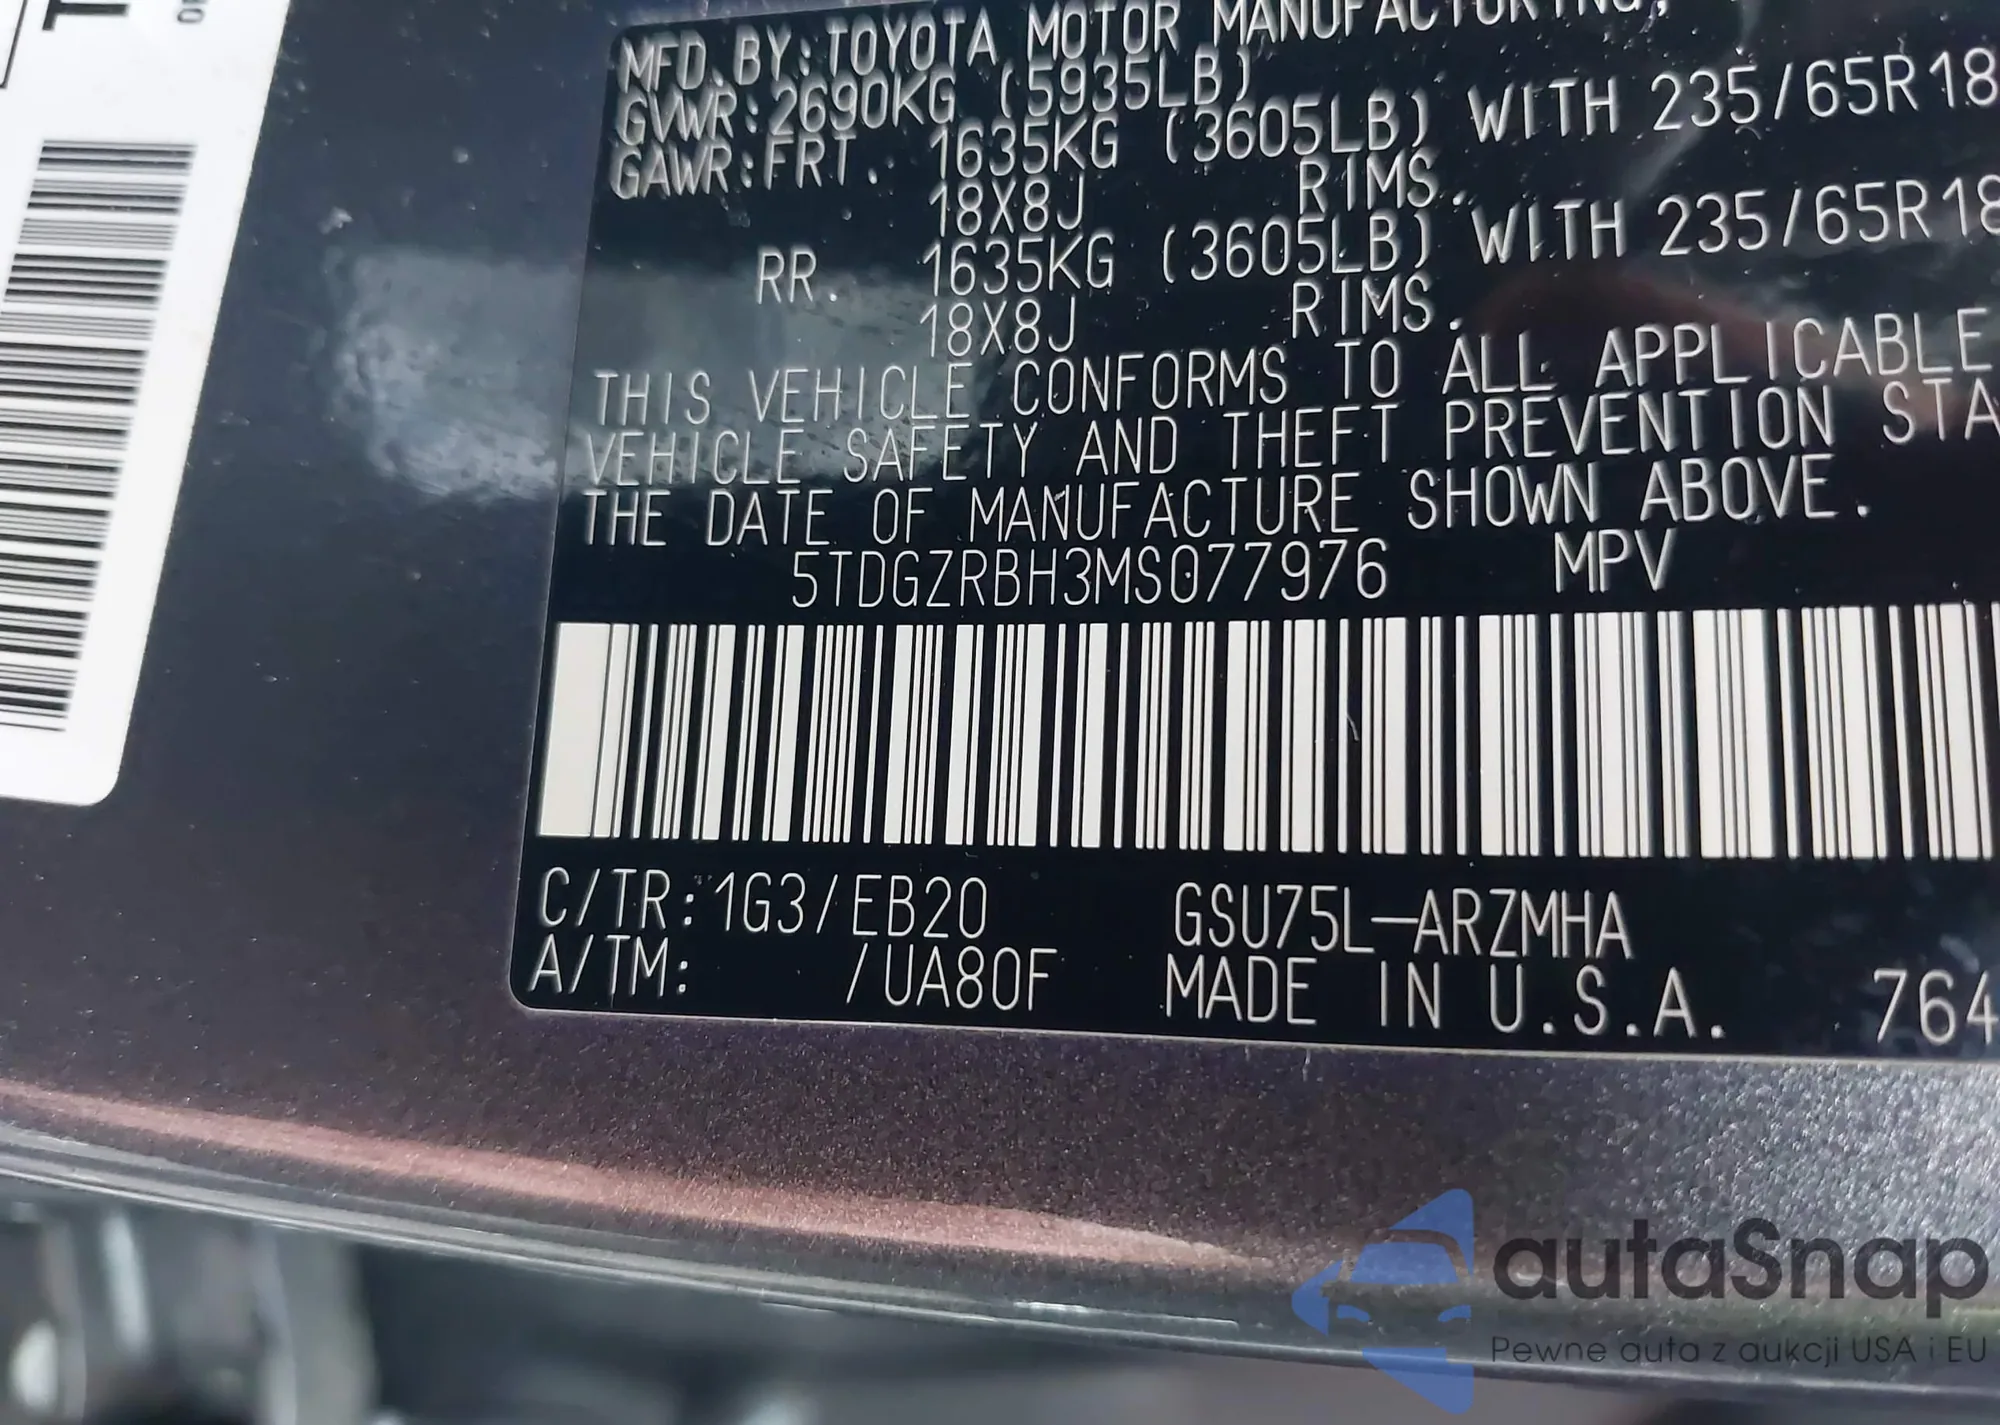 MFD.BY:TOYOTA MOTOR MANUFACTURING,
GVWR:2690KG (5935LB)
GAWR:FRT. 1635KG (3605LB) WITH 235/65R18
18X8J RIMS.
RR. 1635KG (3605LB) WITH 235/65R18
18X8J RIMS.
THIS VEHICLE CONFORMS TO ALL APPLICABLE
VEHICLE SAFETY AND THEFT PREVENTION STA
THE DATE OF MANUFACTURE SHOWN ABOVE.
5TDGZRBH3MS077976 MPV
C/TR:1G3/EB20 GSU75L-ARZMHA
A/TM: /UA80F MADE IN U.S.A. 764
autaSnap
Pewne auta z aukcji USA i EU